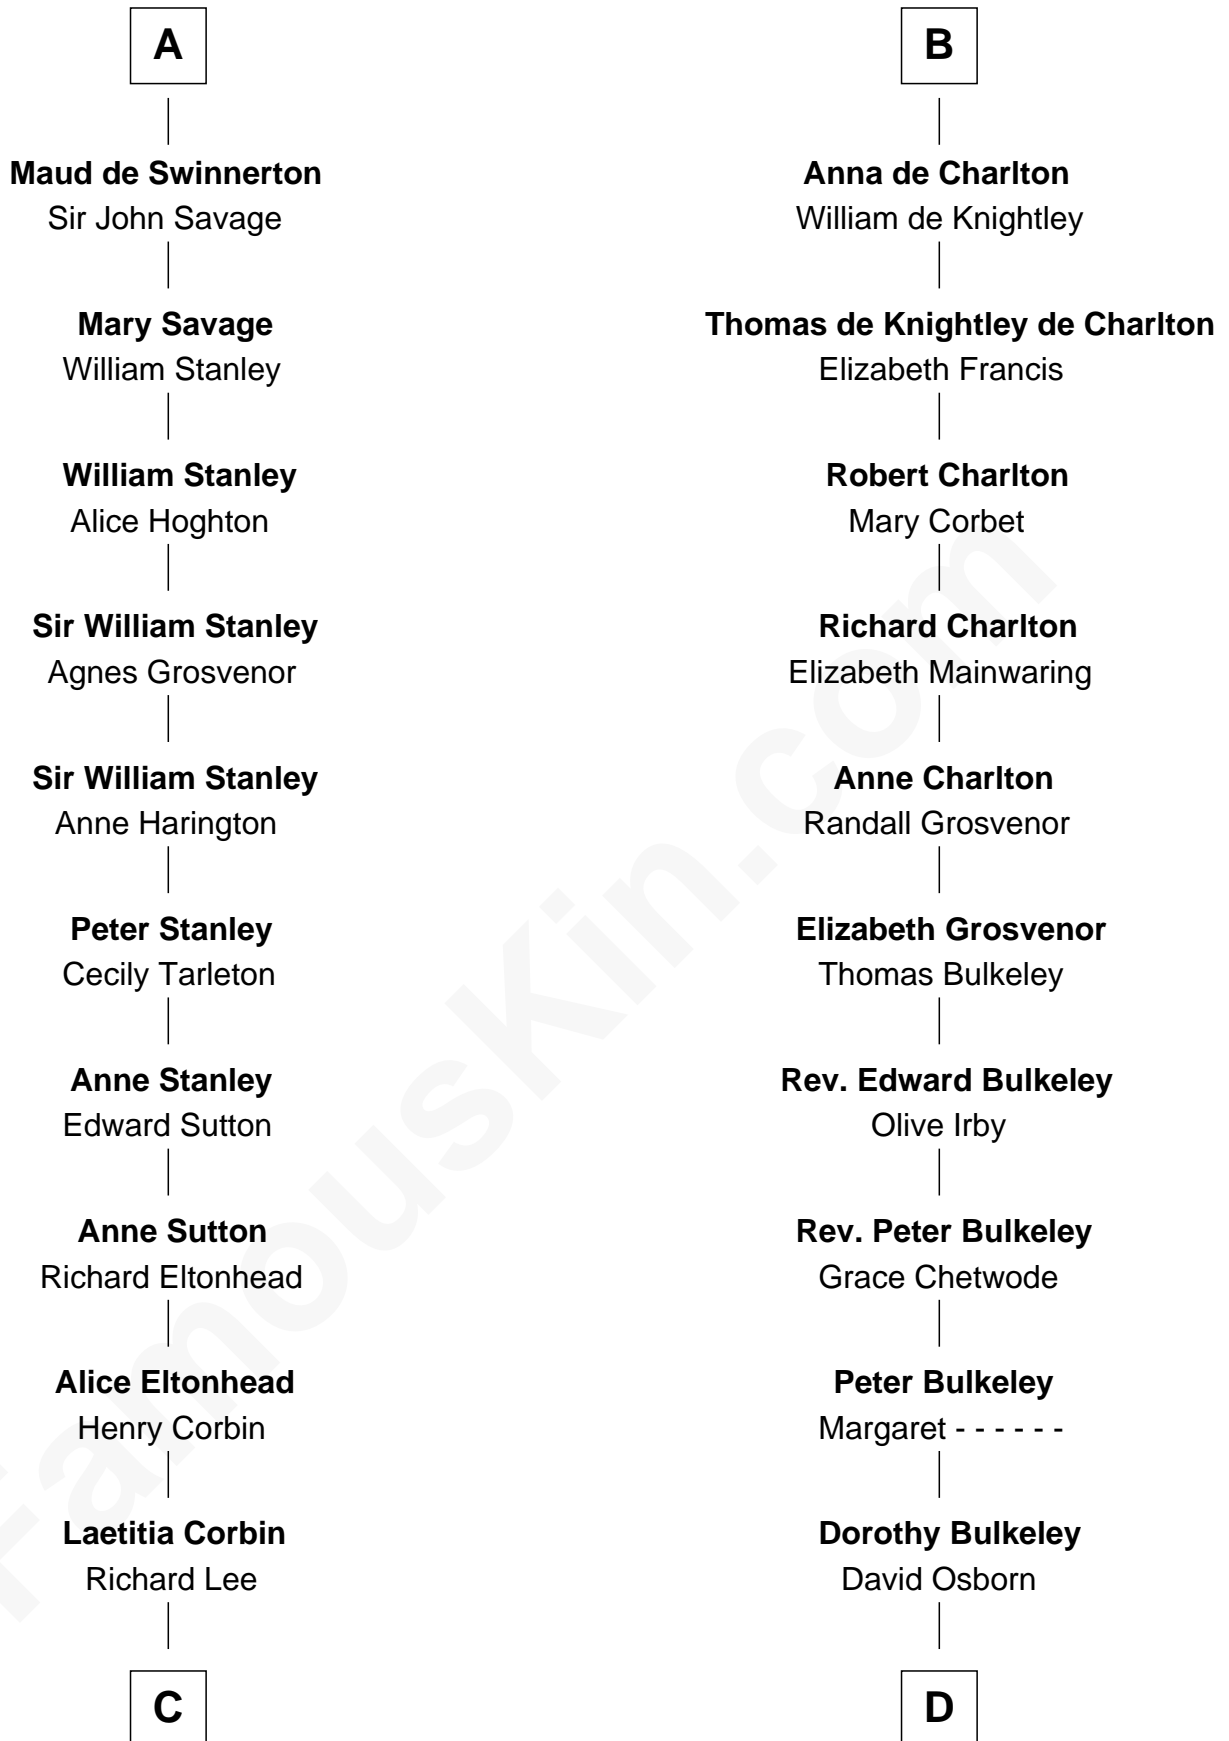 A
Maud de Swinnerton
Sir John Savage
Mary Savage
William Stanley
William Stanley
Alice Hoghton
Sir William Stanley
Agnes Grosvenor
Sir William Stanley
Anne Harington
Peter Stanley
Cecily Tarleton
Anne Stanley
Edward Sutton
Anne Sutton
Richard Eltonhead
Alice Eltonhead
Henry Corbin
Laetitia Corbin
Richard Lee
C
B
Anna de Charlton
William de Knightley
Thomas de Knightley de Charlton
Elizabeth Francis
Robert Charlton
Mary Corbet
Richard Charlton
Elizabeth Mainwaring
Anne Charlton
Randall Grosvenor
Elizabeth Grosvenor
Thomas Bulkeley
Rev. Edward Bulkeley
Olive Irby
Rev. Peter Bulkeley
Grace Chetwode
Peter Bulkeley
Margaret - - - - - -
Dorothy Bulkeley
David Osborn
D
FamousKin.com